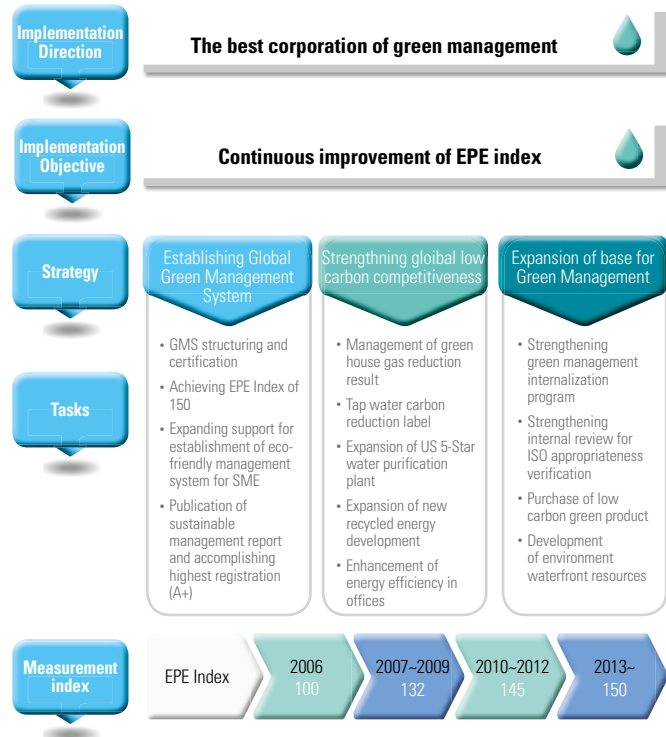 Implementation
Direction
The best corporation of green management
Implementation
Objective
Continuous improvement of EPE index
Strategy
Establishing Global
Green Management
System
Strengthning gloibal low
carbon competitiveness
Expansion of base for
Green Management
Tasks
• GMS structuring and
certification
• Achieving EPE Index of
150
• Expanding support for
establishment of eco-
friendly management
system for SME
• Publication of
sustainable
management report
and accomplishing
highest registration
(A+)
• Management of green
house gas reduction
result
• Tap water carbon
reduction label
• Expansion of US 5-Star
water purification
plant
• Expansion of new
recycled energy
development
• Enhancement of
energy efficiency in
offices
• Strengthening
green management
internalization
program
• Strengthening
internal review for
ISO appropriateness
verification
• Purchase of low
carbon green product
• Development
of environment
waterfront resources
Measurement
index
EPE Index
2006
100
2007~2009
132
2010~2012
145
2013~
150